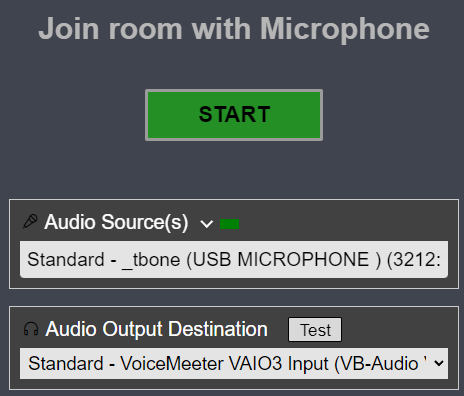 Join room with Microphone
START
Audio Source(s)
Standard - _tbone (USB MICROPHONE ) (3212:
Audio Output Destination Test
Standard - VoiceMeeter VAIO3 Input (VB-Audio